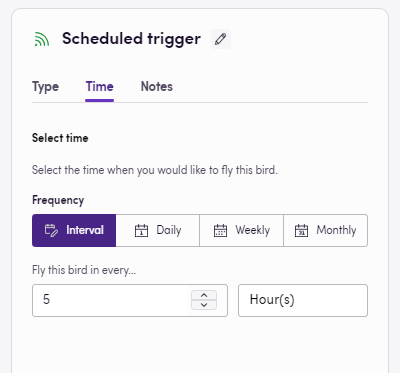 Scheduled trigger
Type Time Notes
Select time
Select the time when you would like to fly this bird.
Frequency
Interval Daily Weekly Monthly
Fly this bird in every...
5 Hour(s)